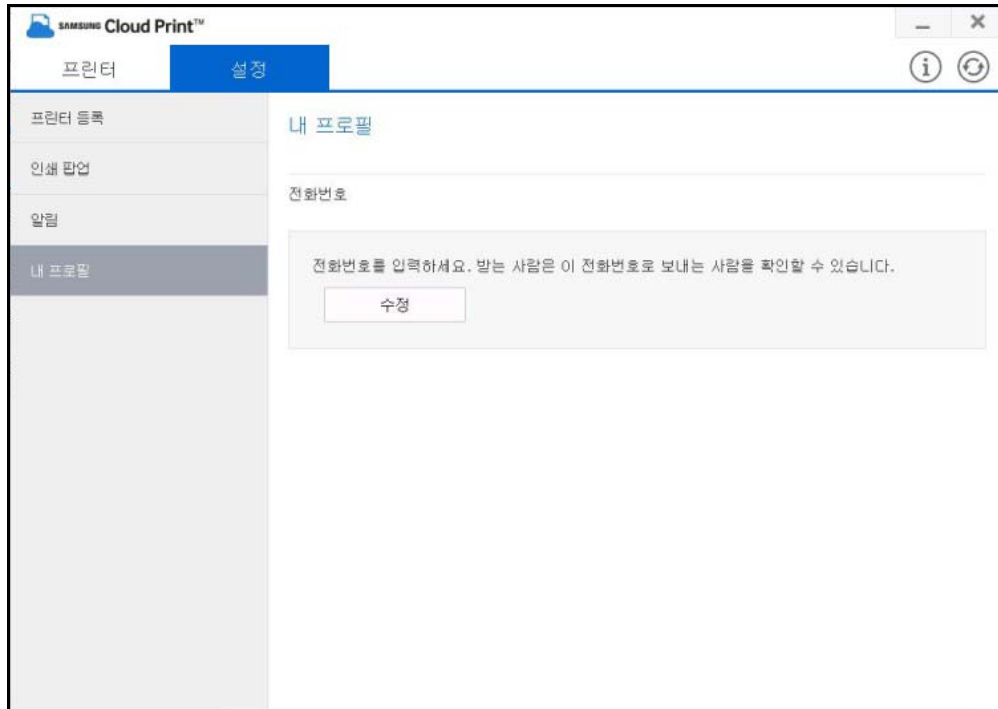 SAMSUNG Cloud Print™
프린터 설정
프린터 등록
인쇄 팝업
알림
내 프로필
내 프로필
전화번호
전화번호를 입력하세요. 받는 사람은 이 전화번호로 보내는 사람을 확인할 수 있습니다.
수정